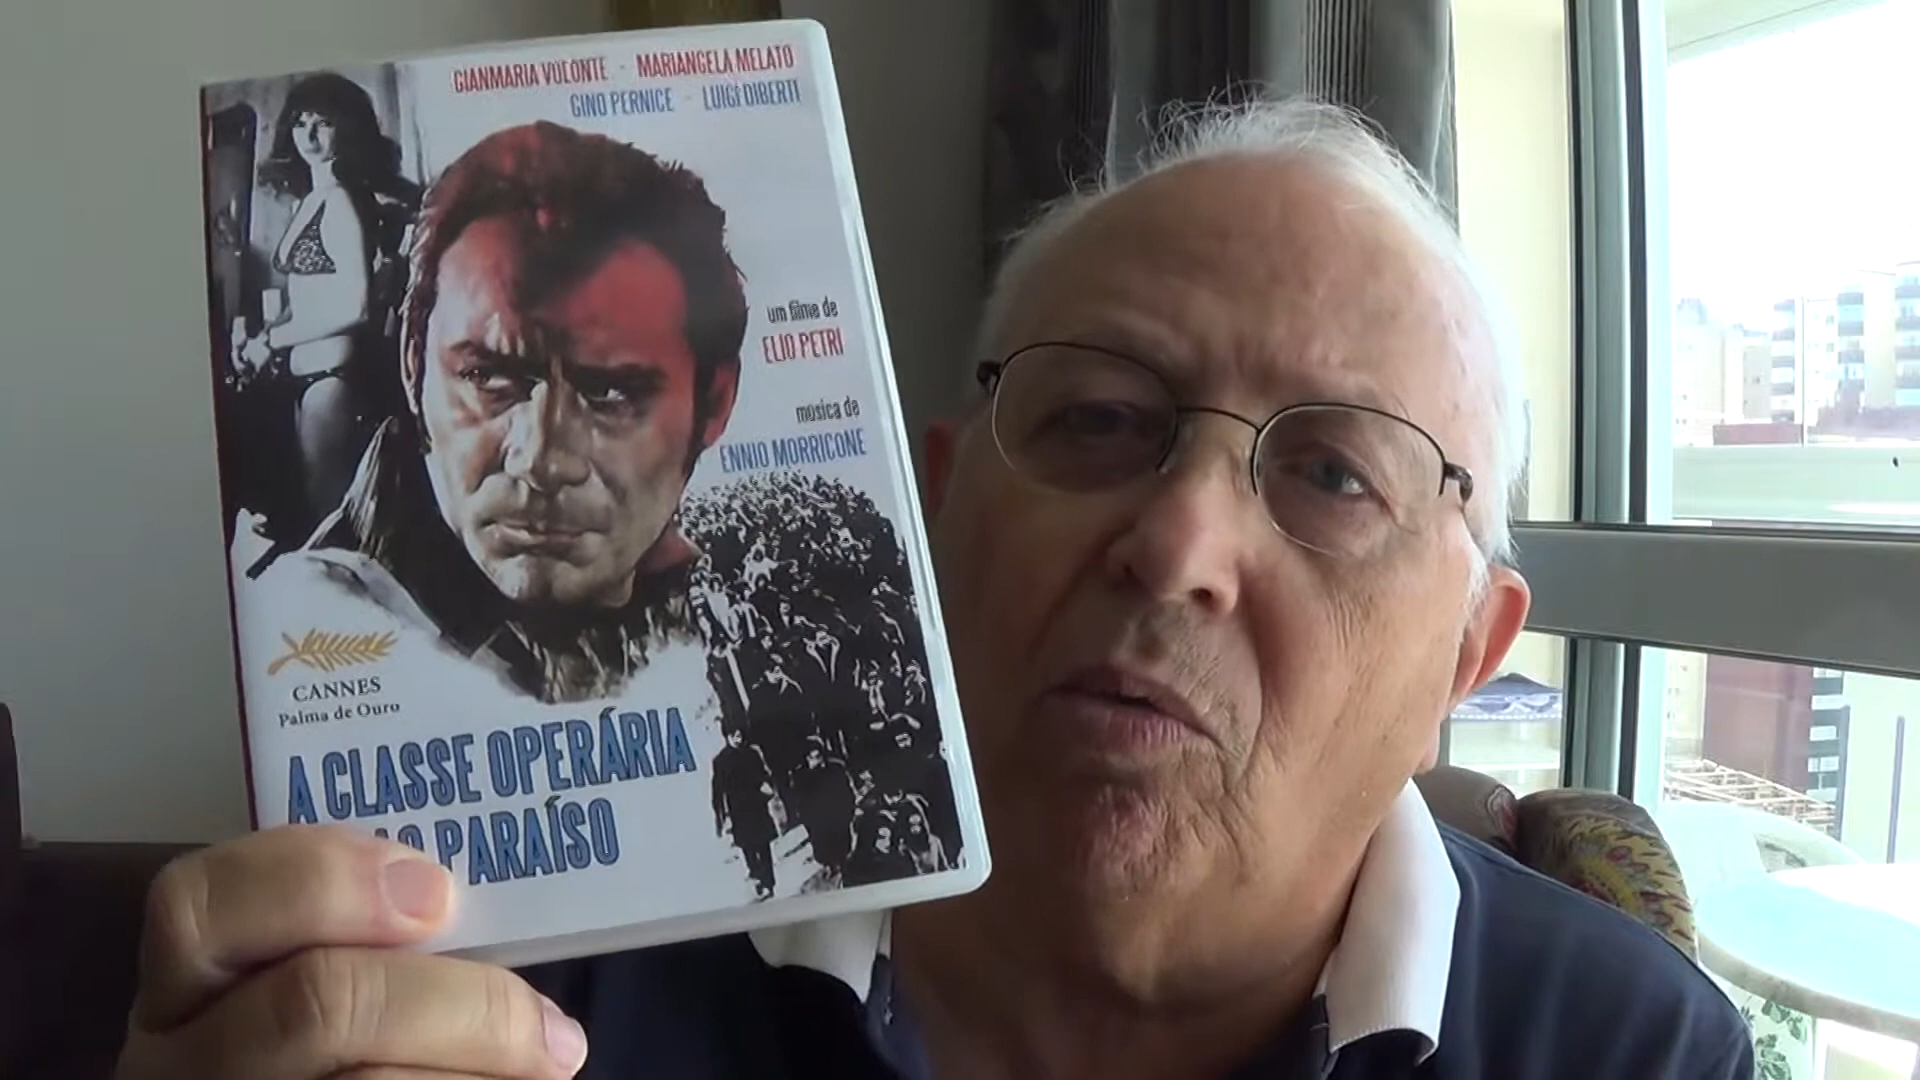 GIANMARIA VOLONTE - MARIANGELA MELATO
GINO PERNICE - LUIGI DIBERTI
um filme de
ELIO PETRI
música de
ENNIO MORRICONE
CANNES
Palma de Ouro
A CLASSE OPERÁRIA
AO PARAÍSO